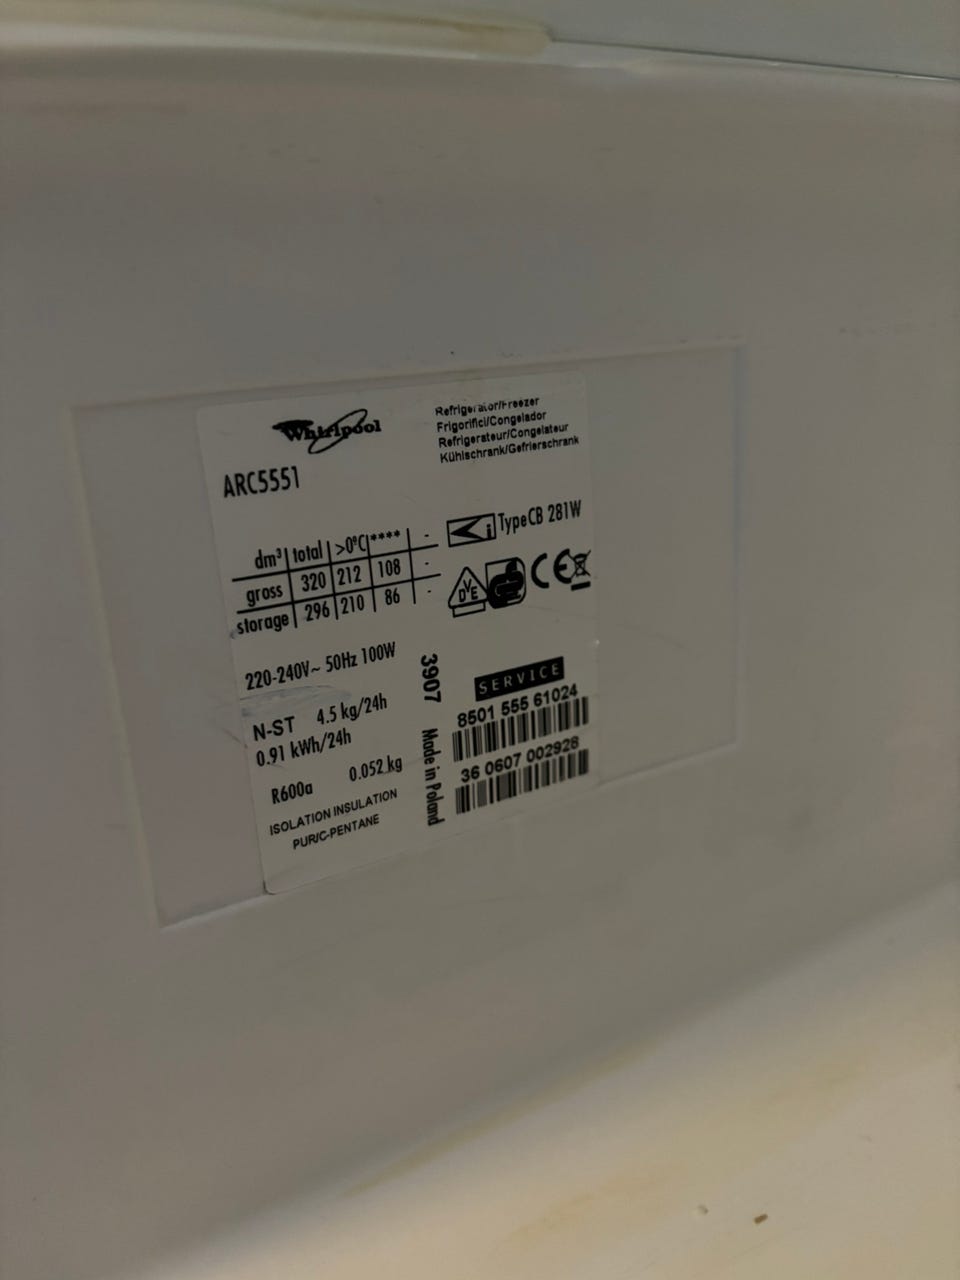 Whirlpool
ARC5551
Refrigerator/Freezer
Frigorifici/Congelador
Refrigerateur/Congelateur
Kühlschrank/Gefrierschrank
dm³ total >0°C **** -
gross 320 212 108 -
storage 296 210 86 -
i Type CB 281W
DVE CE
220-240V~ 50Hz 100W
N-ST 4.5 kg/24h
0.91 kWh/24h
R600a 0.052 kg
ISOLATION INSULATION
PUR/C-PENTANE
3907 Made in Poland
SERVICE
8501 555 61024
36 0607 002928